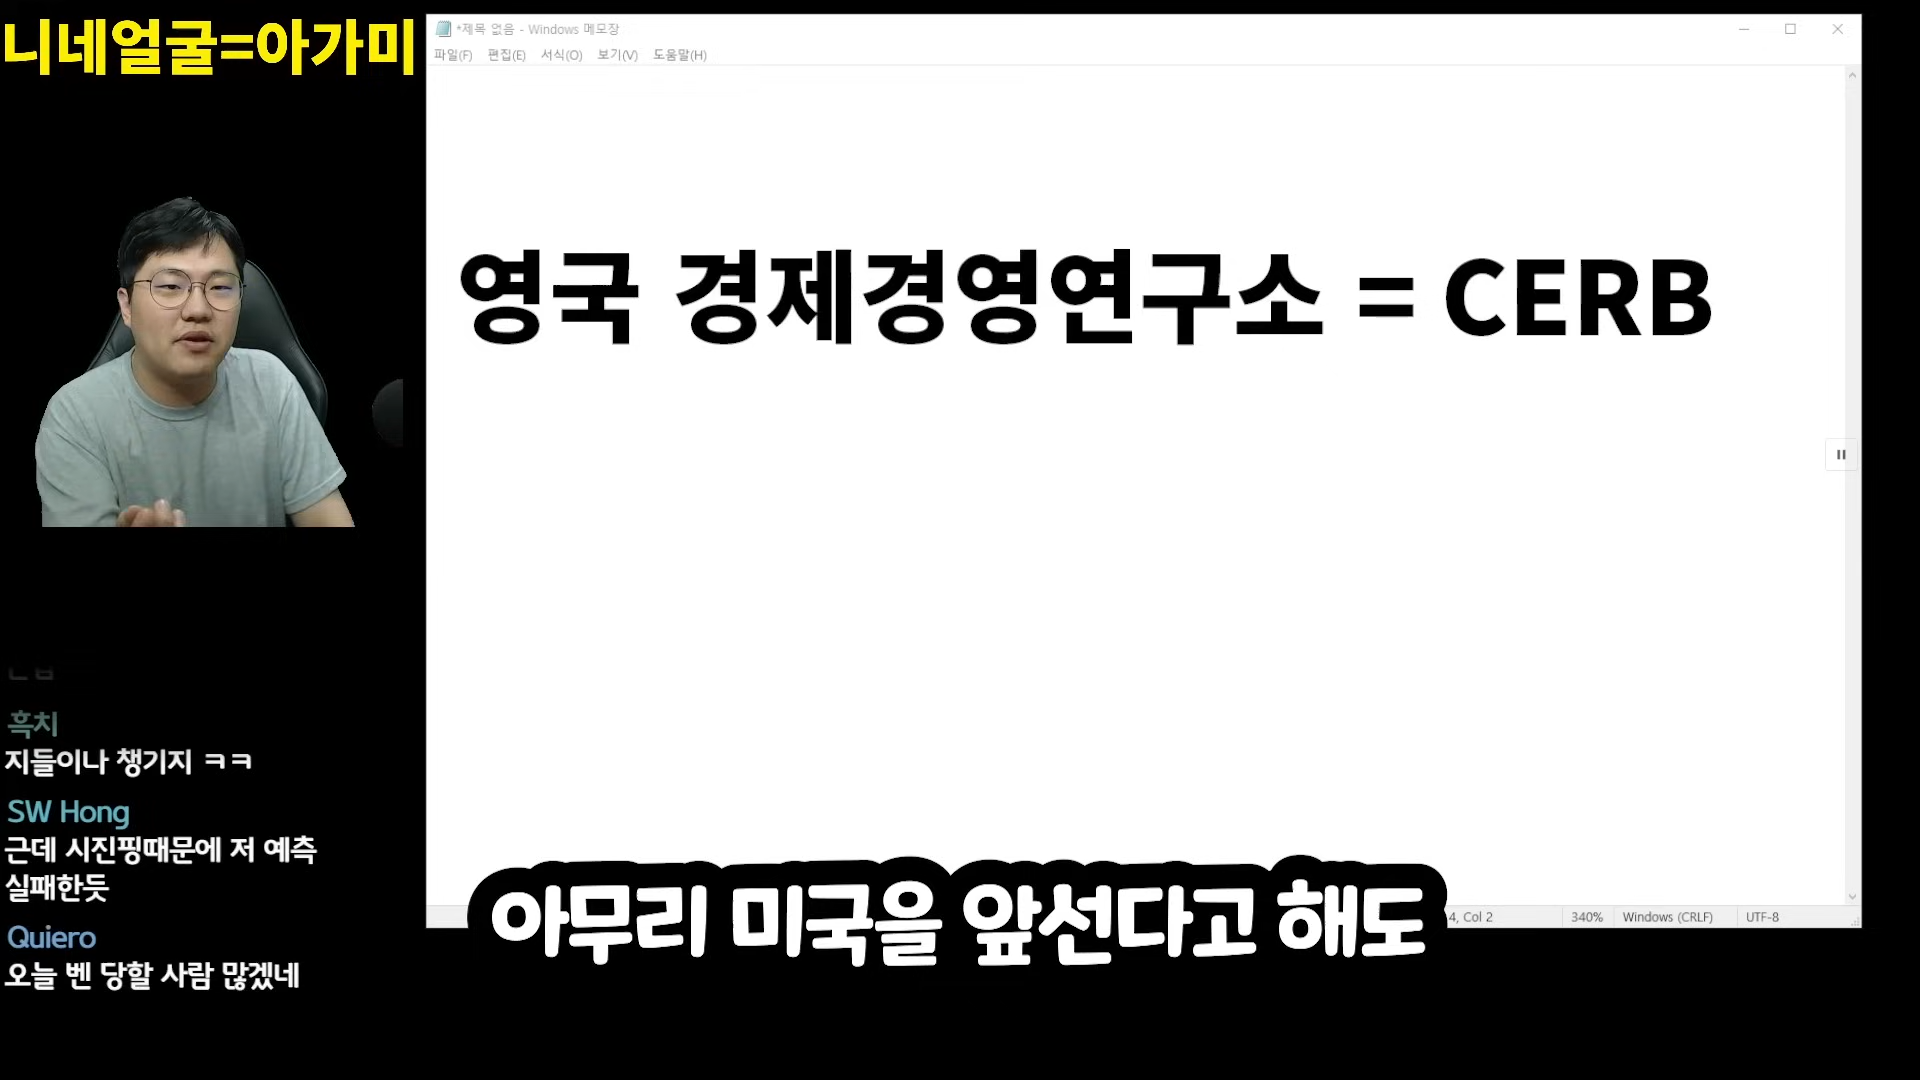 니네얼굴=아가미
*제목 없음 - Windows 메모장
파일(F) 편집(E) 서식(O) 보기(V) 도움말(H)
영국 경제경영연구소 = CERB
흑치
지들이나 챙기지 ㅋㅋ
SW Hong
근데 시진핑때문에 저 예측
실패한듯
Quiero
오늘 벤 당할 사람 많겠네
아무리 미국을 앞선다고 해도
4, Col 2 340% Windows (CRLF) UTF-8